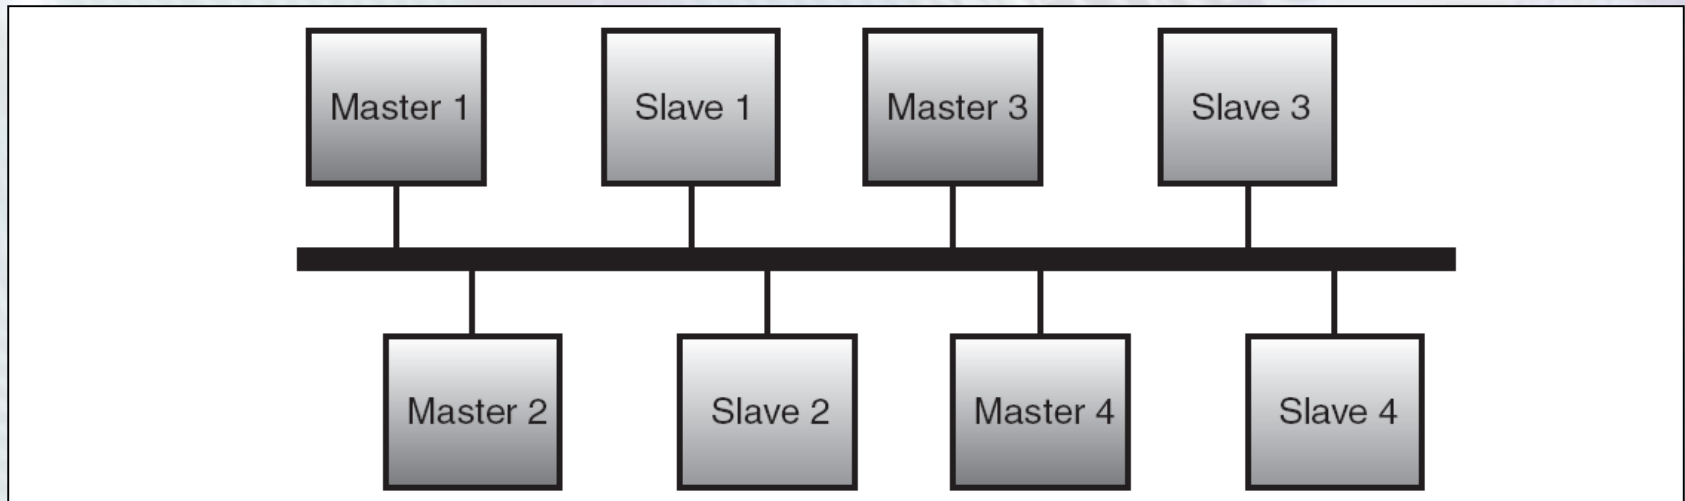 Master 1
Slave 1
Master 3
Slave 3
Master 2
Slave 2
Master 4
Slave 4